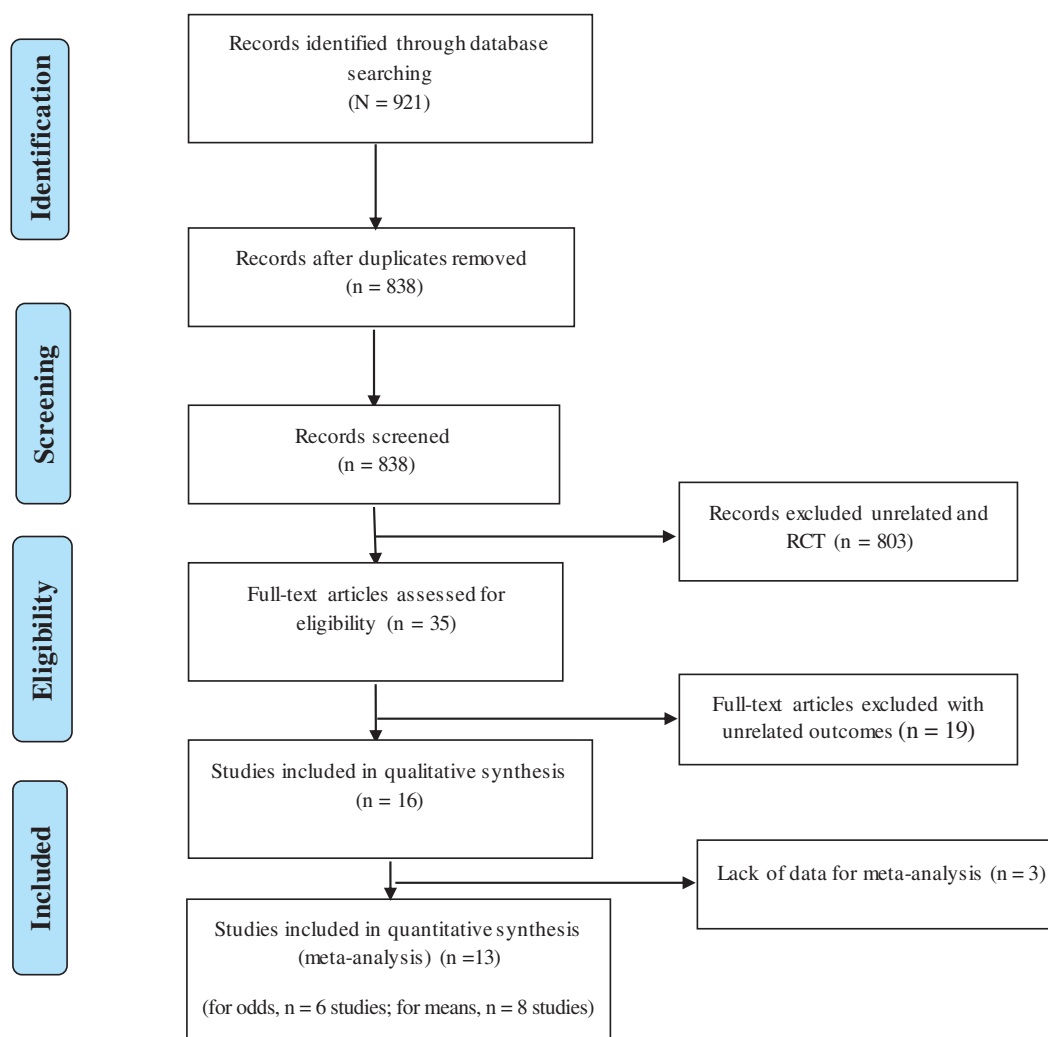 Identification
Records identified through database
searching
(N = 921)
Records after duplicates removed
(n = 838)
Screening
Records screened
(n = 838)
Records excluded unrelated and
RCT (n = 803)
Eligibility
Full-text articles assessed for
eligibility (n = 35)
Full-text articles excluded with
unrelated outcomes (n = 19)
Included
Studies included in qualitative synthesis
(n = 16)
Lack of data for meta-analysis (n = 3)
Studies included in quantitative synthesis
(meta-analysis) (n =13)
(for odds, n = 6 studies; for means, n = 8 studies)